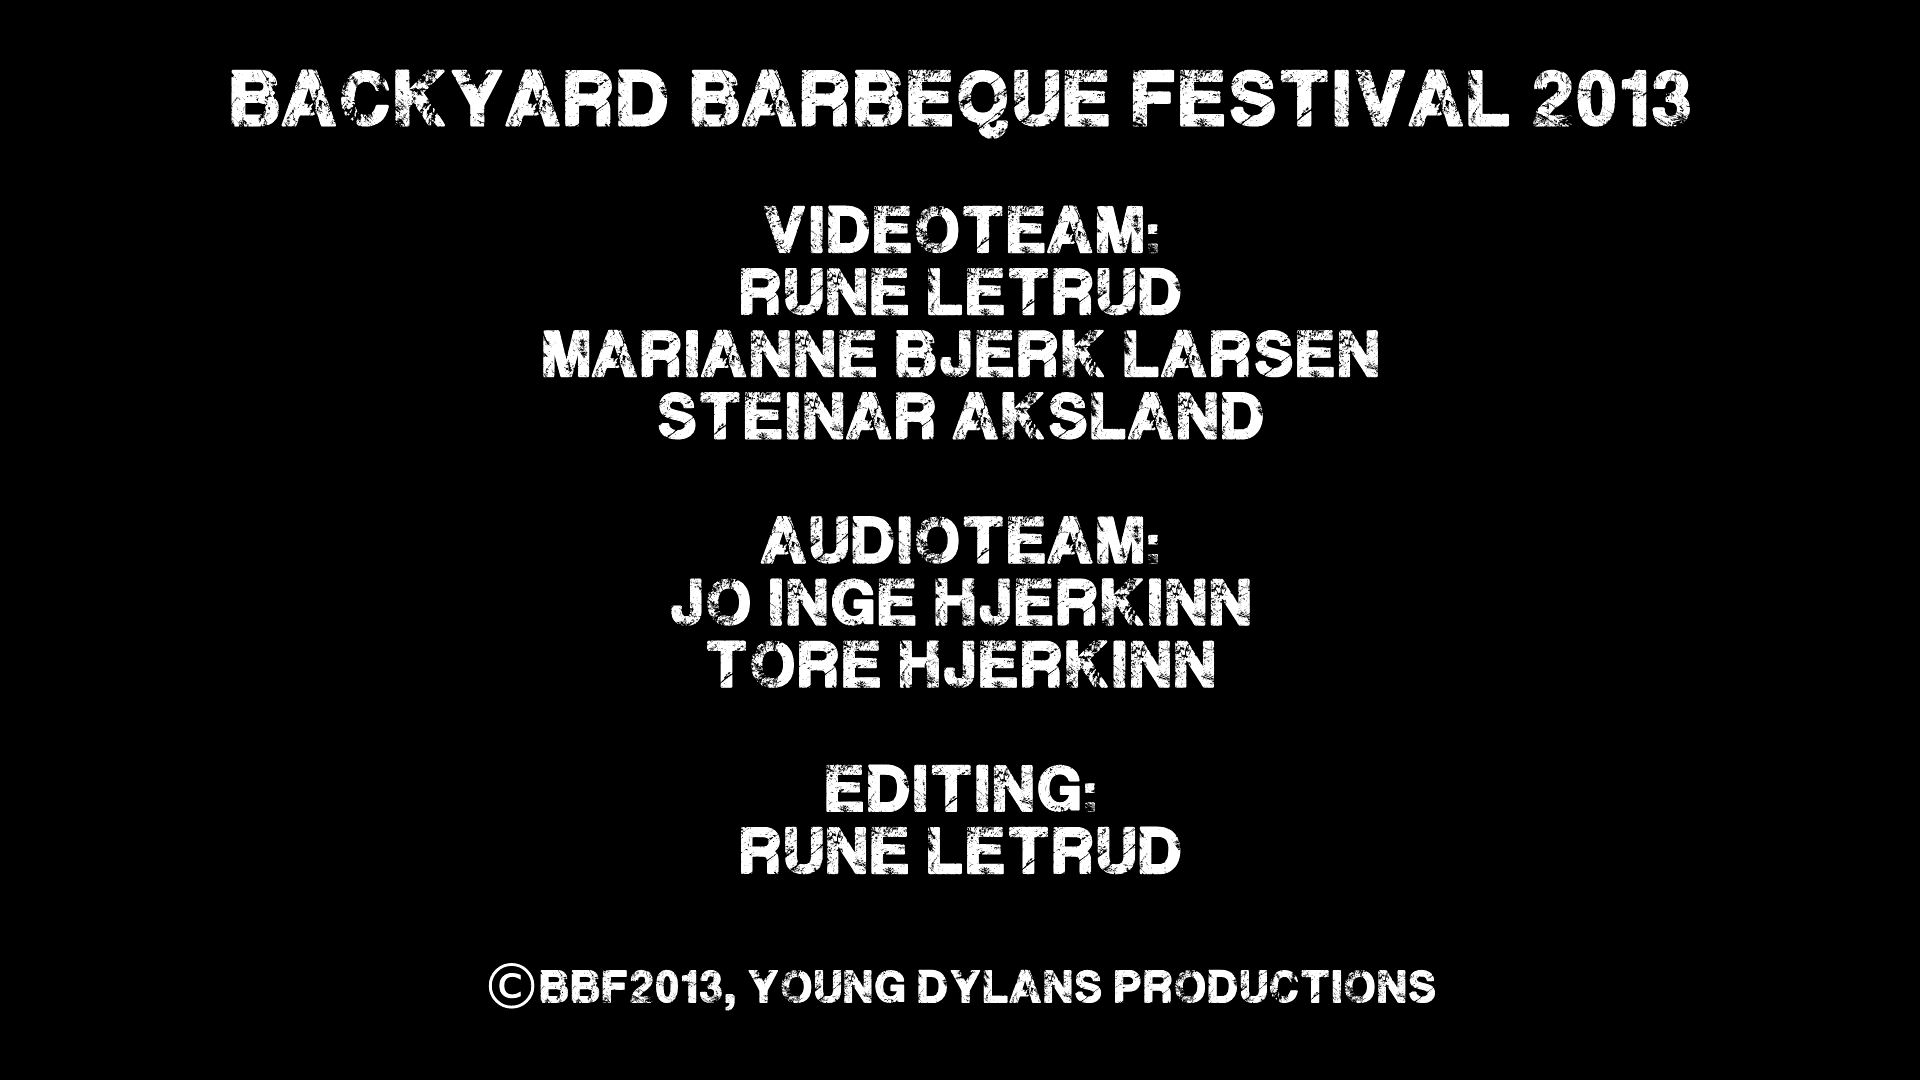 BACKYARD BARBEQUE FESTIVAL 2013
VIDEOTEAM:
RUNE LETRUD
MARIANNE BJERK LARSEN
STEINAR AKSLAND
AUDIOTEAM:
JO INGE HJERKINN
TORE HJERKINN
EDITING:
RUNE LETRUD
©BBF2013, YOUNG DYLANS PRODUCTIONS